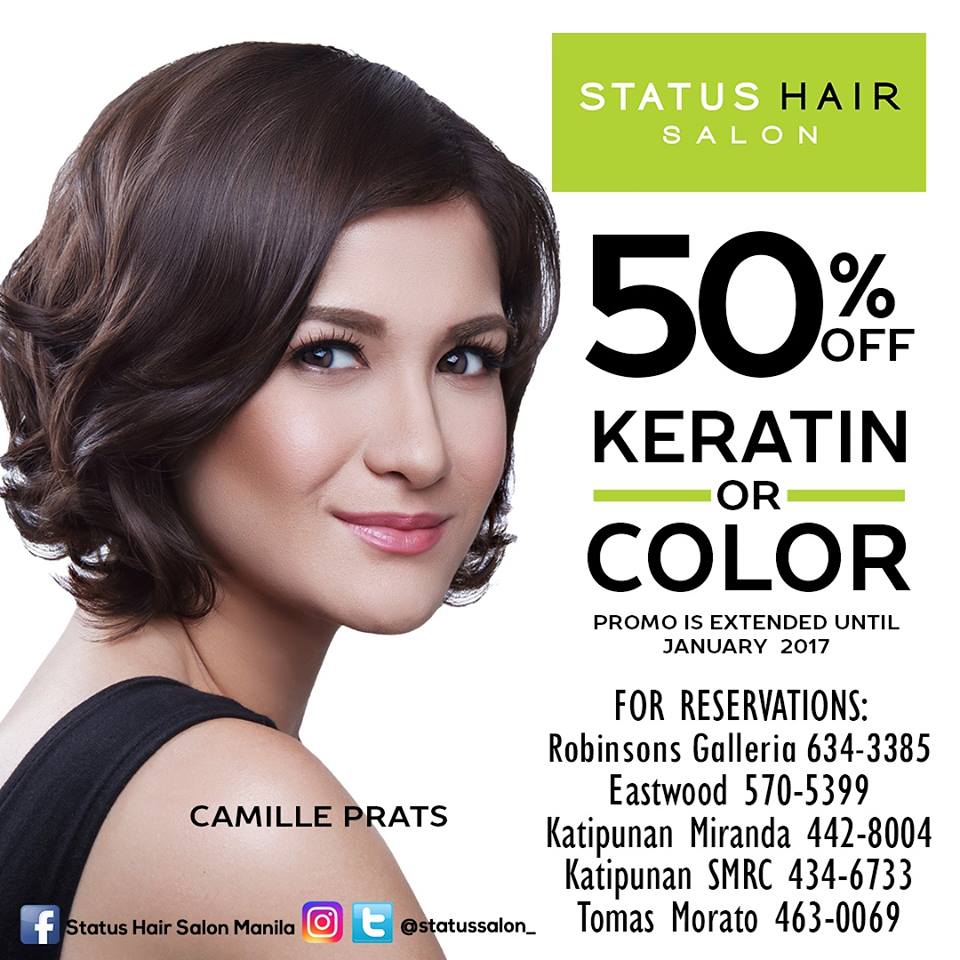 STATUS HAIR
SALON
50%
OFF
KERATIN
OR
COLOR
PROMO IS EXTENDED UNTIL
JANUARY 2017
FOR RESERVATIONS:
Robinsons Galleria 634-3385
Eastwood 570-5399
Katipunan Miranda 442-8004
Katipunan SMRC 434-6733
Tomas Morato 463-0069
CAMILLE PRATS
f Status Hair Salon Manila t @statussalon_